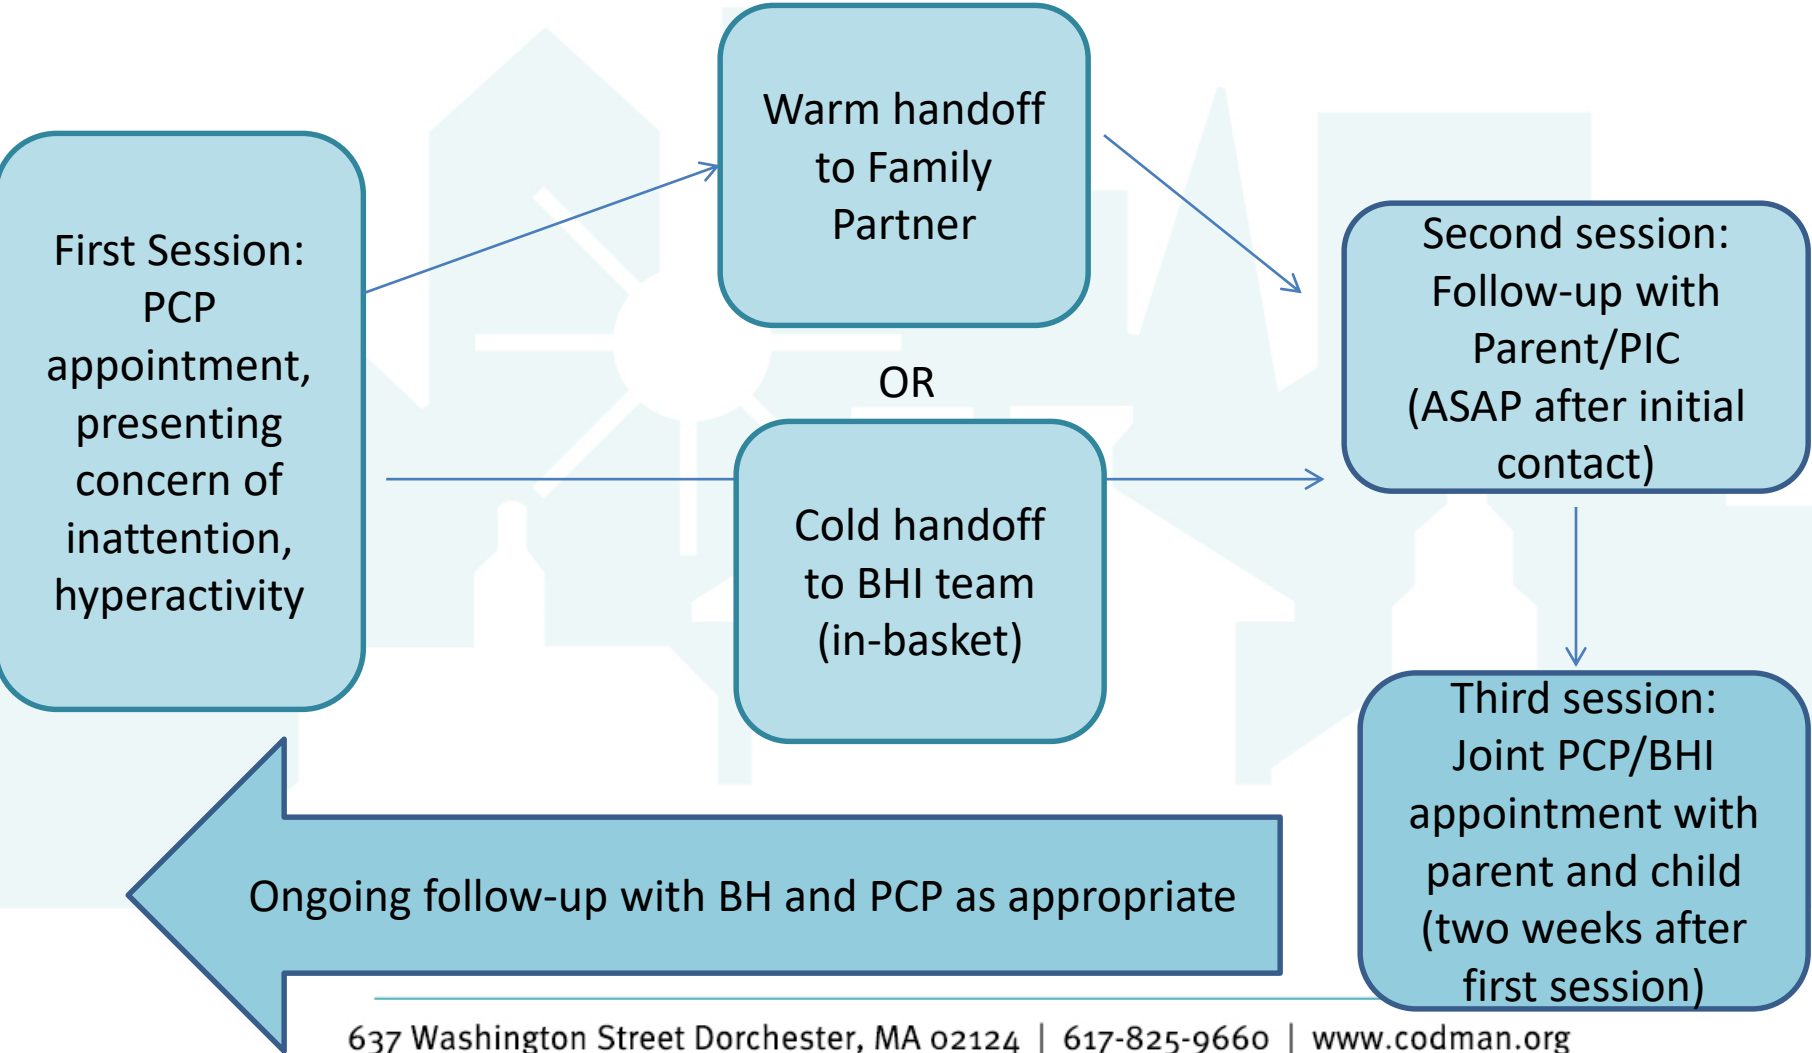 First Session:
PCP
appointment,
presenting
concern of
inattention,
hyperactivity
Warm handoff
to Family
Partner
OR
Cold handoff
to BHI team
(in-basket)
Second session:
Follow-up with
Parent/PIC
(ASAP after initial
contact)
Third session:
Joint PCP/BHI
appointment with
parent and child
(two weeks after
first session)
Ongoing follow-up with BH and PCP as appropriate
637 Washington Street Dorchester, MA 02124 | 617-825-9660 | www.codman.org